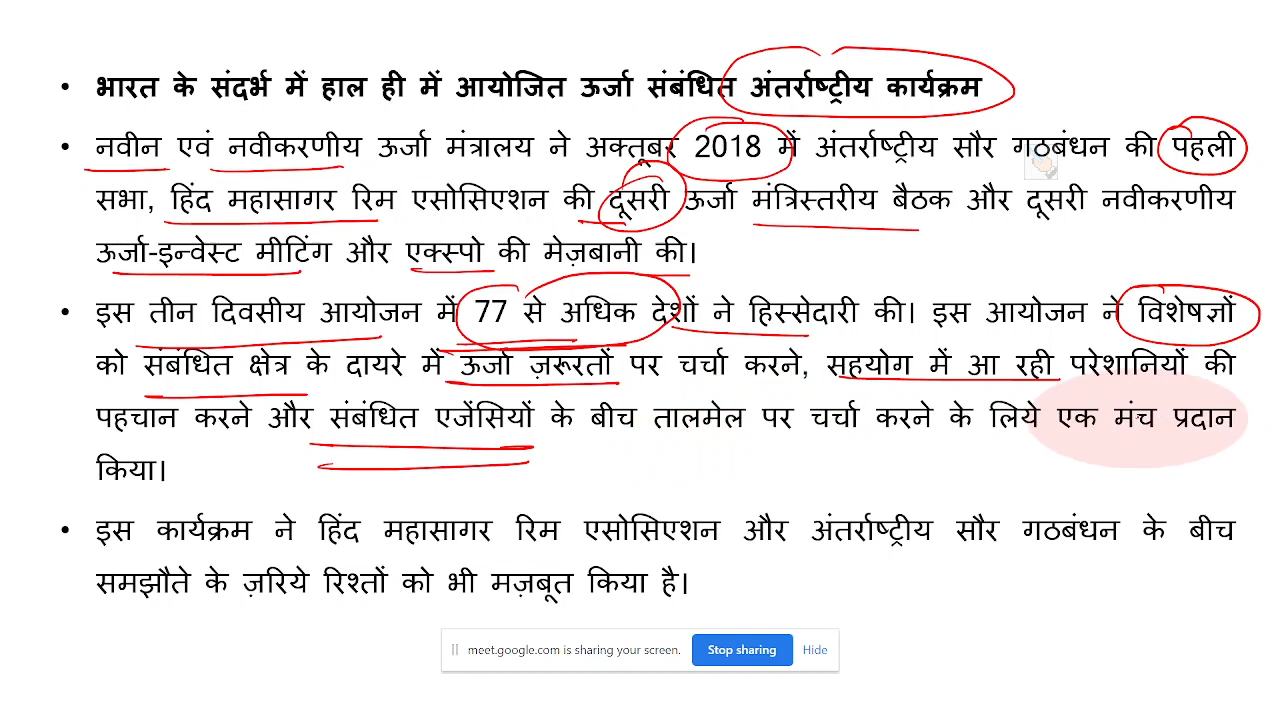 • भारत के संदर्भ में हाल ही में आयोजित ऊर्जा संबंधित अंतर्राष्ट्रीय कार्यक्रम
• नवीन एवं नवीकरणीय ऊर्जा मंत्रालय ने अक्तूबर 2018 में अंतर्राष्ट्रीय सौर गठबंधन की पहली
सभा, हिंद महासागर रिम एसोसिएशन की दूसरी ऊर्जा मंत्रिस्तरीय बैठक और दूसरी नवीकरणीय
ऊर्जा-इन्वेस्ट मीटिंग और एक्स्पो की मेज़बानी की।
• इस तीन दिवसीय आयोजन में 77 से अधिक देशों ने हिस्सेदारी की। इस आयोजन ने विशेषज्ञों
को संबंधित क्षेत्र के दायरे में ऊर्जा ज़रूरतों पर चर्चा करने, सहयोग में आ रही परेशानियों की
पहचान करने और संबंधित एजेंसियों के बीच तालमेल पर चर्चा करने के लिये एक मंच प्रदान
किया।
• इस कार्यक्रम ने हिंद महासागर रिम एसोसिएशन और अंतर्राष्ट्रीय सौर गठबंधन के बीच
समझौते के ज़रिये रिश्तों को भी मज़बूत किया है।
meet.google.com is sharing your screen. Stop sharing Hide